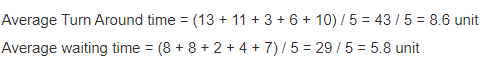 Average Turn Around time = (13 + 11 + 3 + 6 + 10) / 5 = 43 / 5 = 8.6 unit
Average waiting time = (8 + 8 + 2 + 4 + 7) / 5 = 29 / 5 = 5.8 unit